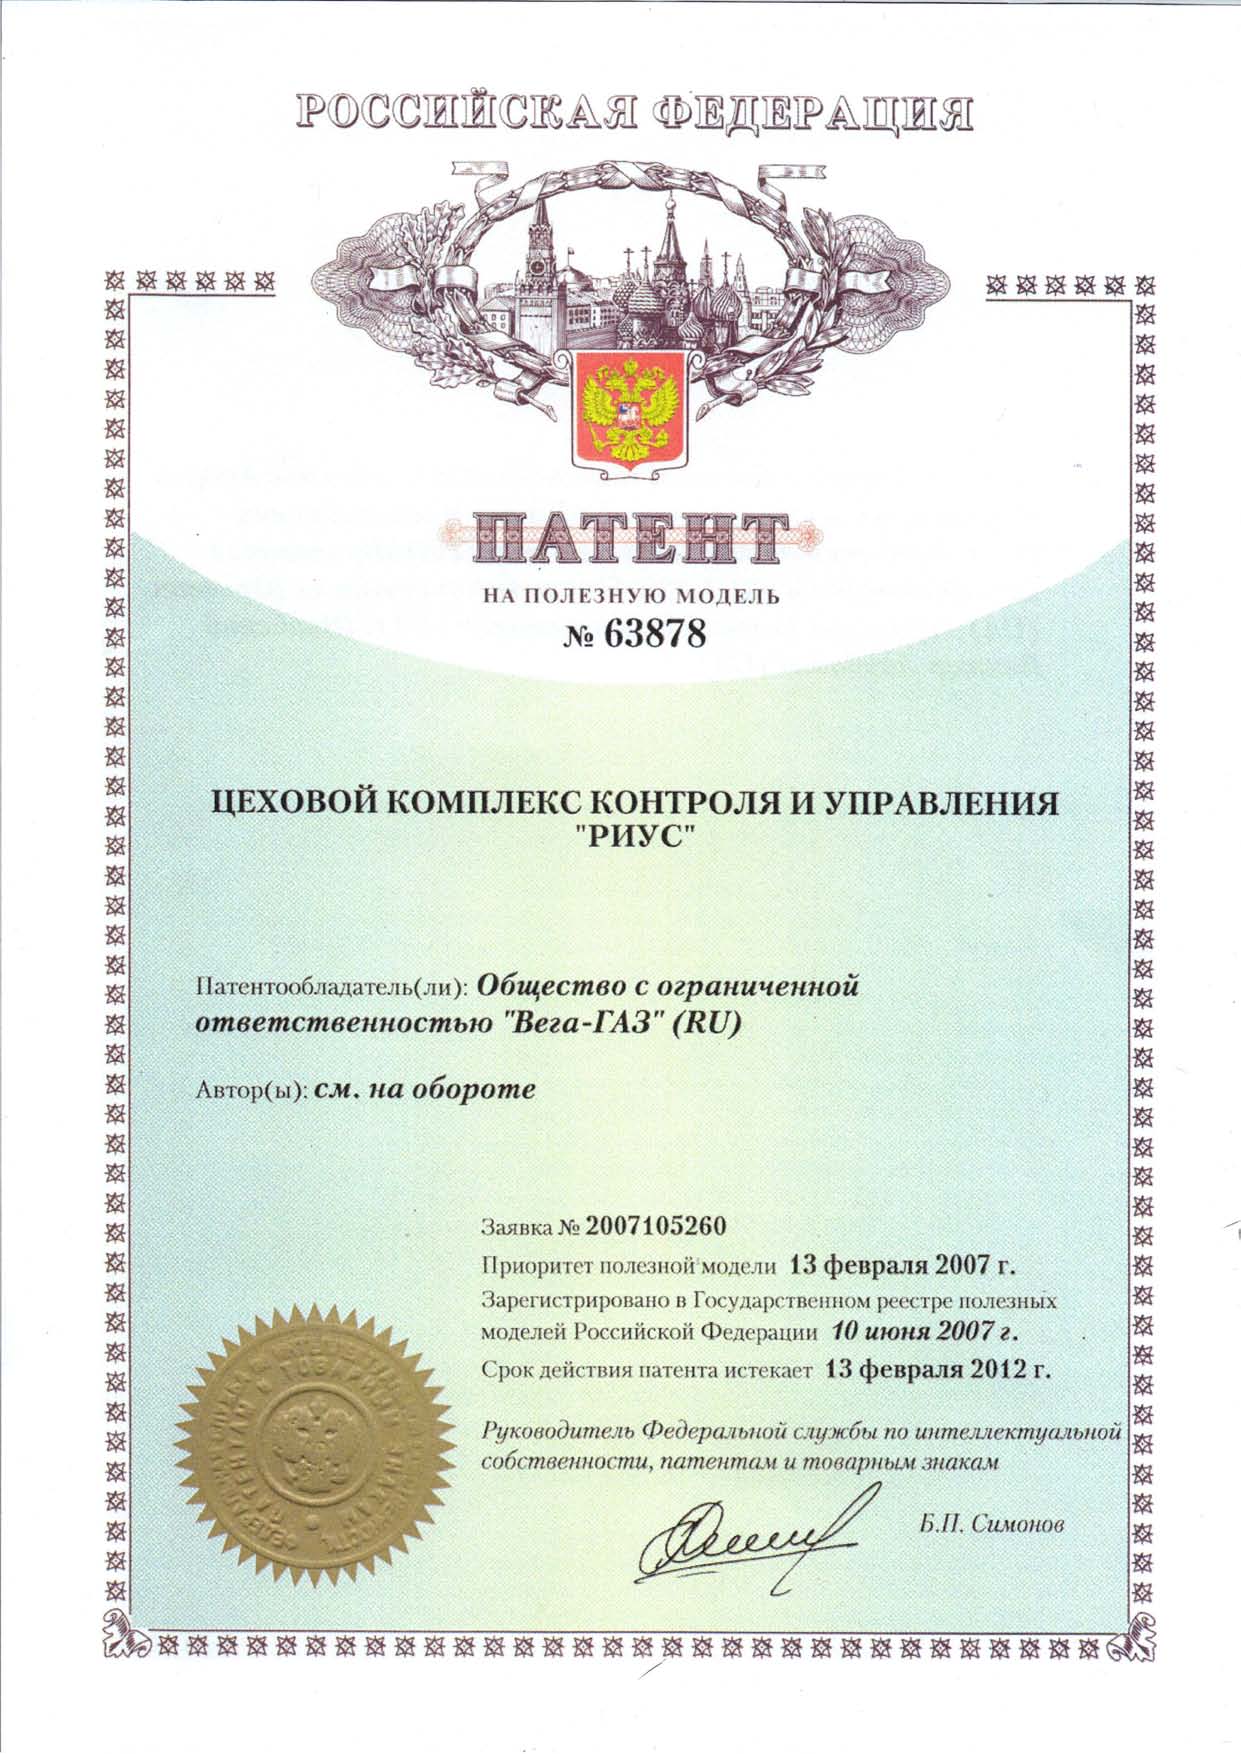 РОССИЙСКАЯ ФЕДЕРАЦИЯ
ПАТЕНТ
НА ПОЛЕЗНУЮ МОДЕЛЬ
№ 63878
ЦЕХОВОЙ КОМПЛЕКС КОНТРОЛЯ И УПРАВЛЕНИЯ
"РИУС"
Патентообладатель(ли): Общество с ограниченной
ответственностью "Вега-ГАЗ" (RU)
Автор(ы): см. на обороте
Заявка № 2007105260
Приоритет полезной модели 13 февраля 2007 г.
Зарегистрировано в Государственном реестре полезных
моделей Российской Федерации 10 июня 2007 г.
Срок действия патента истекает 13 февраля 2012 г.
Руководитель Федеральной службы по интеллектуальной
собственности, патентам и товарным знакам
Б.П. Симонов